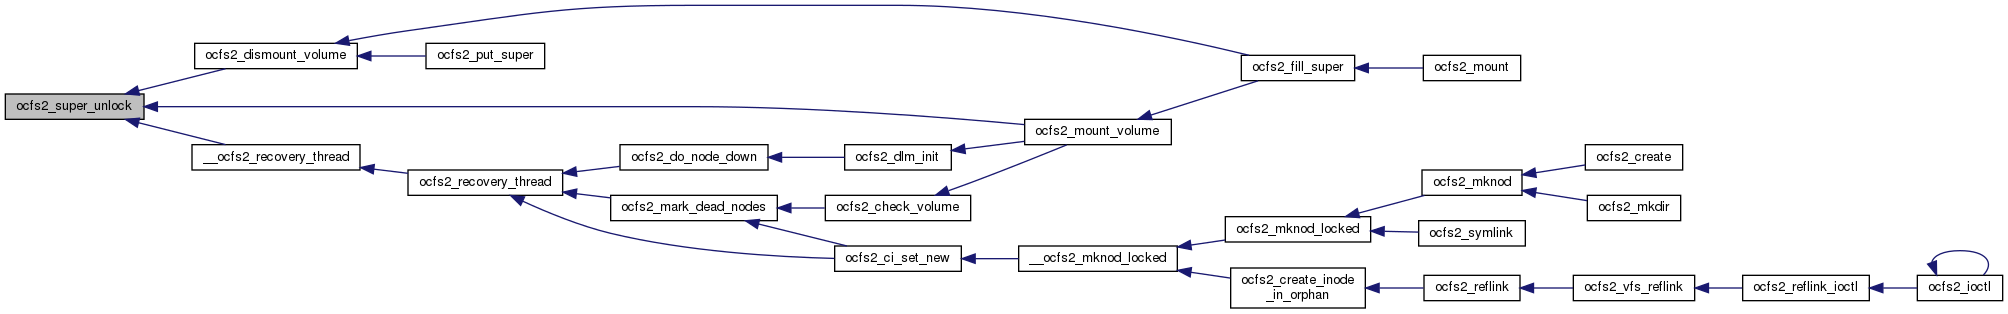 ocfs2_super_unlock
ocfs2_dismount_volume
ocfs2_put_super
__ocfs2_recovery_thread
ocfs2_recovery_thread
ocfs2_do_node_down
ocfs2_mark_dead_nodes
ocfs2_dlm_init
ocfs2_check_volume
ocfs2_ci_set_new
ocfs2_mount_volume
__ocfs2_mknod_locked
ocfs2_fill_super
ocfs2_mount
ocfs2_mknod_locked
ocfs2_create_inode
_in_orphan
ocfs2_mknod
ocfs2_symlink
ocfs2_reflink
ocfs2_create
ocfs2_mkdir
ocfs2_vfs_reflink
ocfs2_reflink_ioctl
ocfs2_ioctl